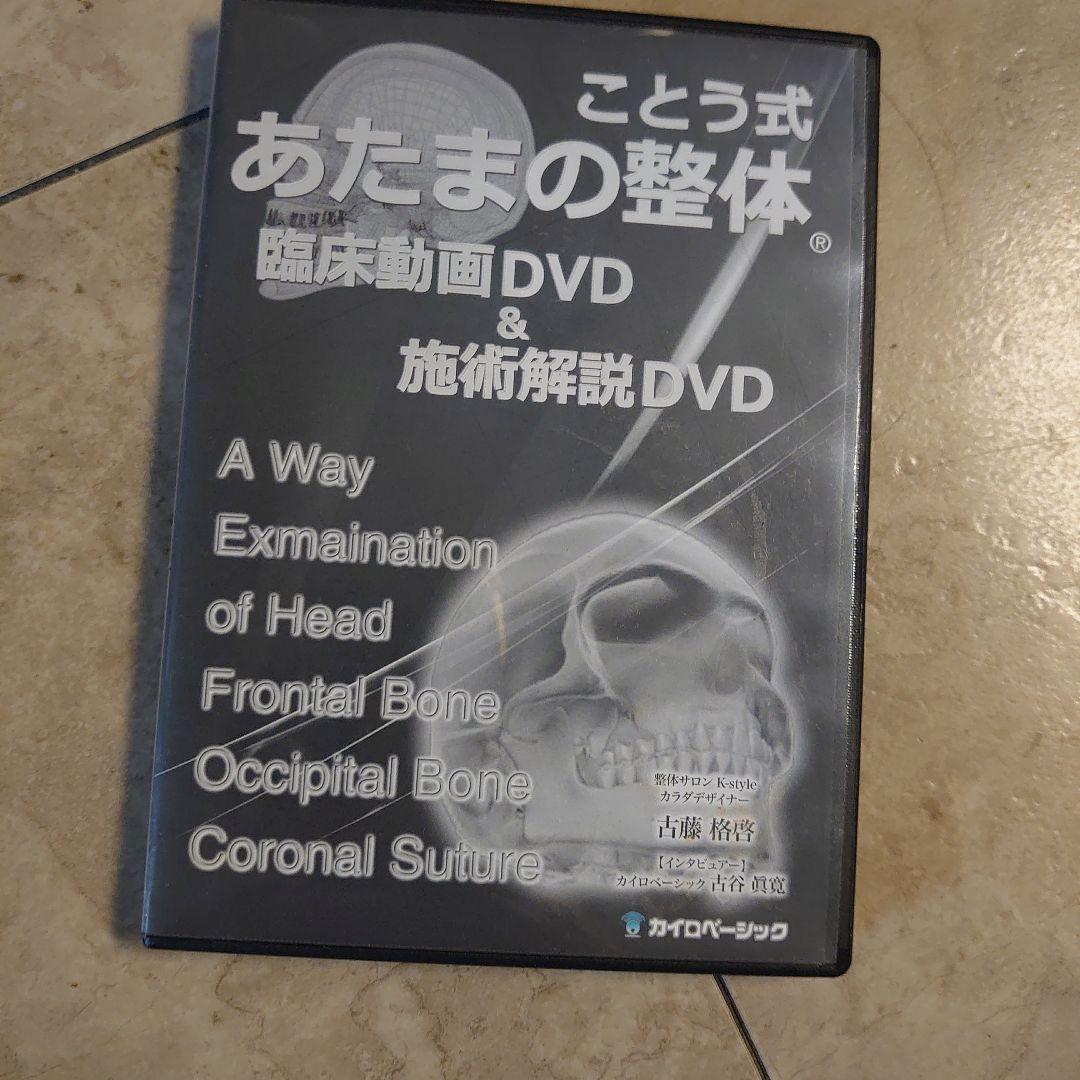 ことう式
あたまの整体®
臨床動画DVD
&
施術解説DVD
A Way
Exmaination
of Head
Frontal Bone
Occipital Bone
Coronal Suture
整体サロン K-style
カラダデザイナー
古藤 格啓
【インタビュアー】
カイロベーシック 古谷 眞寛
カイロベーシック